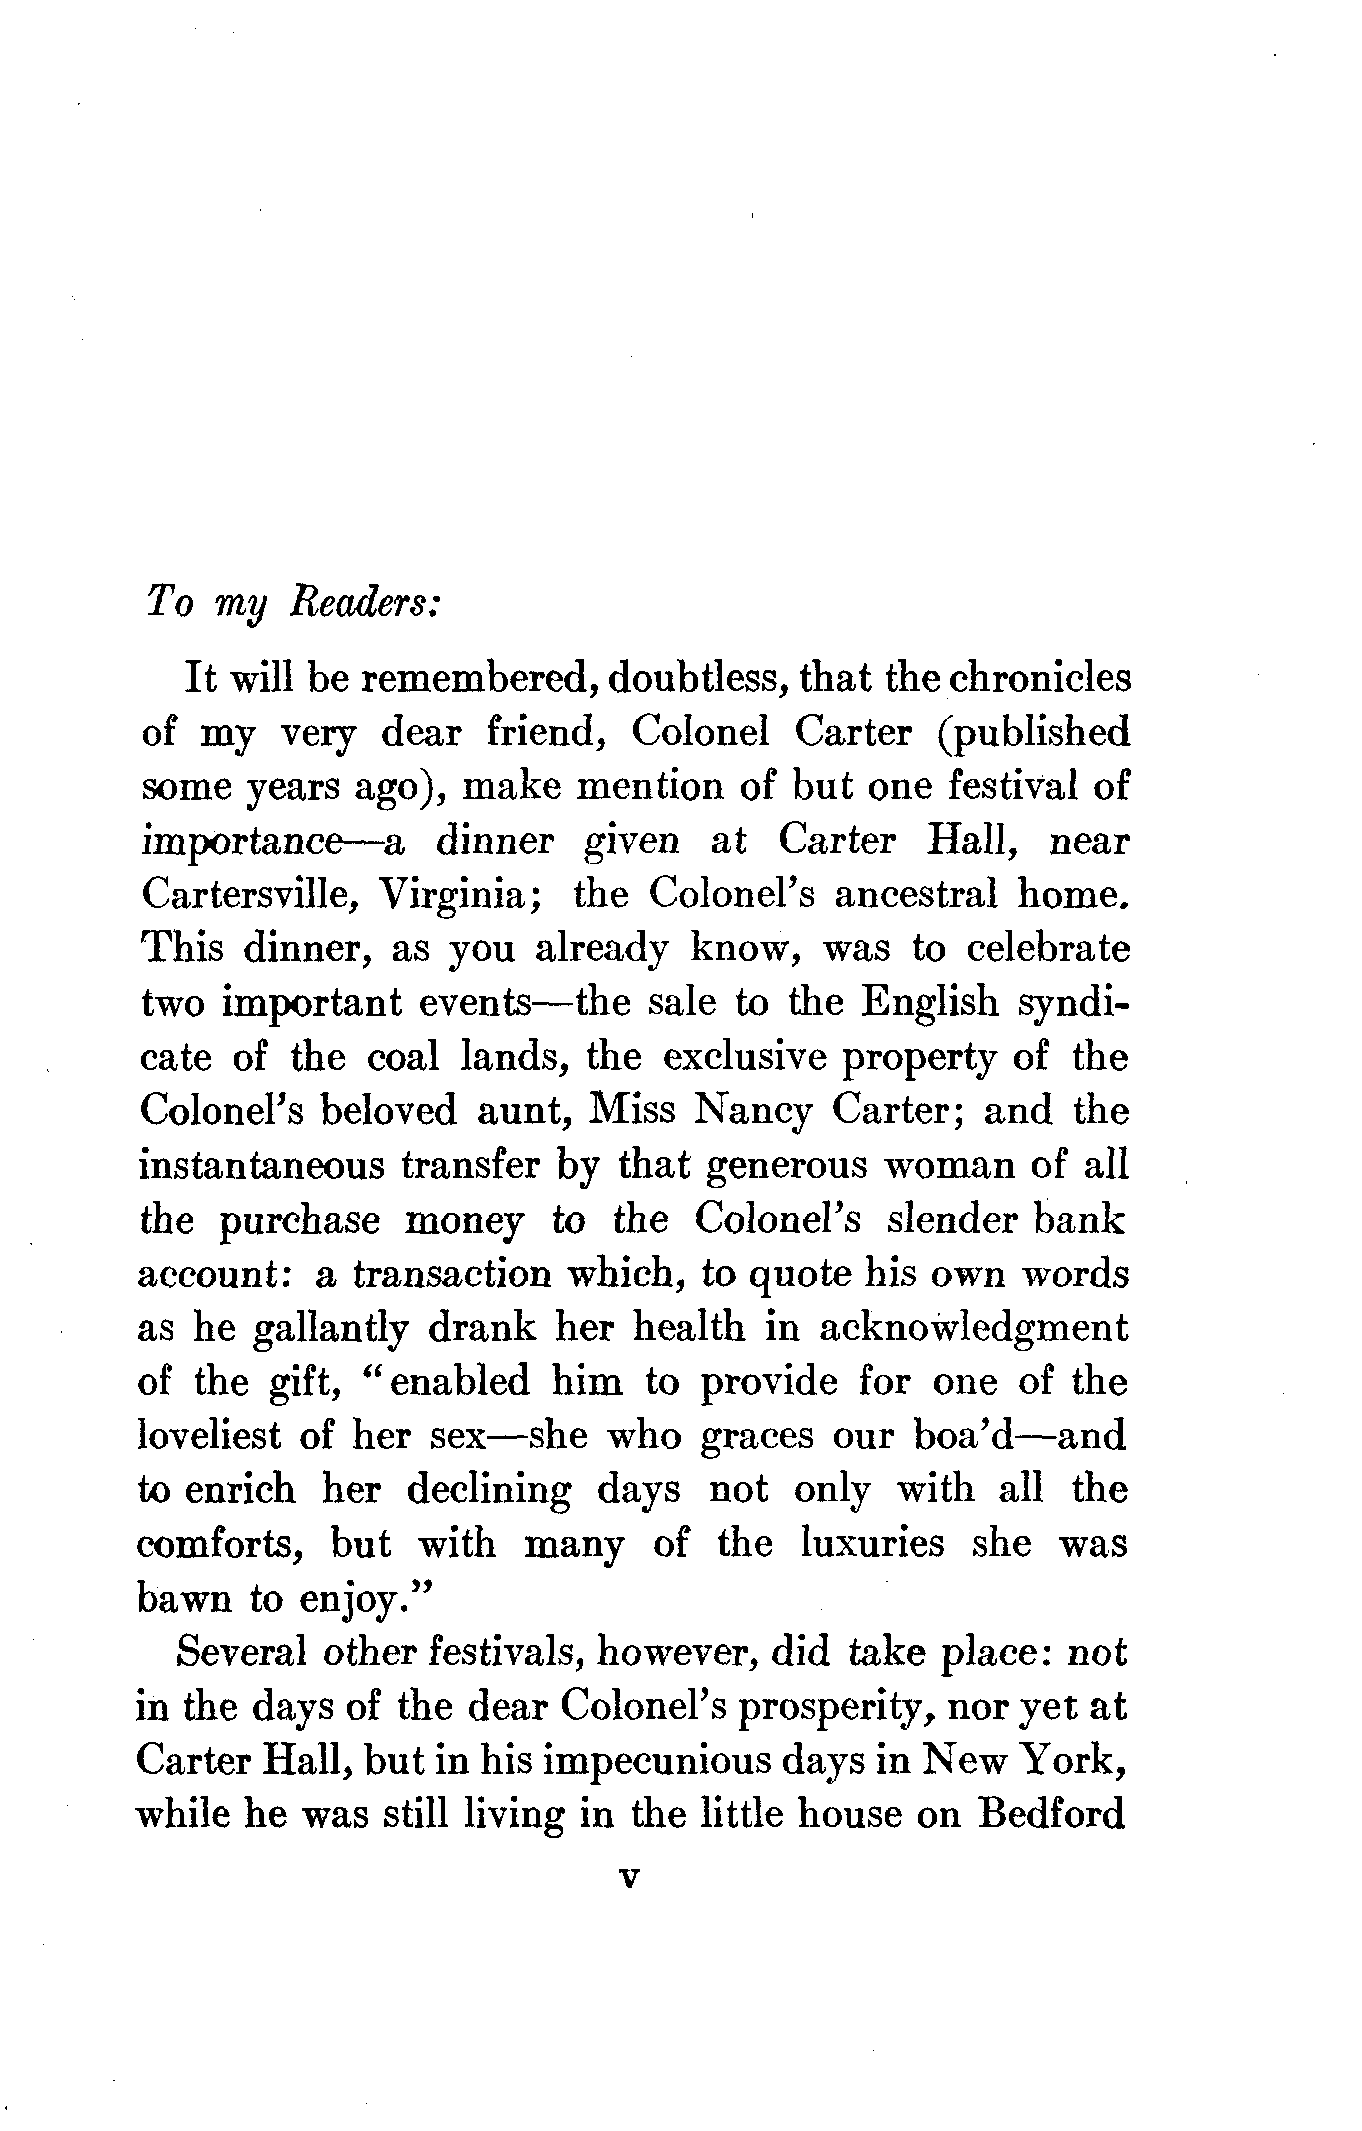 To my Readers:
It will be remembered, doubtless, that the chronicles
of my very dear friend, Colonel Carter (published
some years ago), make mention of but one festival of
importance—a dinner given at Carter Hall, near
Cartersville, Virginia; the Colonel's ancestral home.
This dinner, as you already know, was to celebrate
two important events—the sale to the English syndi-
cate of the coal lands, the exclusive property of the
Colonel's beloved aunt, Miss Nancy Carter; and the
instantaneous transfer by that generous woman of all
the purchase money to the Colonel's slender bank
account: a transaction which, to quote his own words
as he gallantly drank her health in acknowledgment
of the gift, "enabled him to provide for one of the
loveliest of her sex—she who graces our boa'd—and
to enrich her declining days not only with all the
comforts, but with many of the luxuries she was
bawn to enjoy."
Several other festivals, however, did take place: not
in the days of the dear Colonel's prosperity, nor yet at
Carter Hall, but in his impecunious days in New York,
while he was still living in the little house on Bedford
v